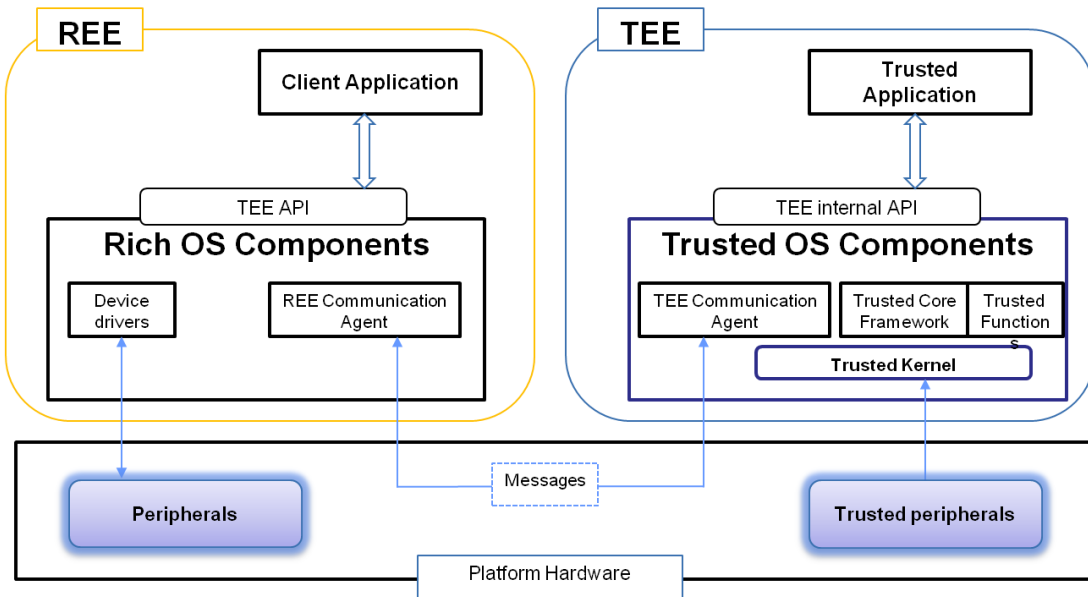 REE
TEE
Client Application
Trusted
Application
TEE API
TEE internal API
Rich OS Components
Trusted OS Components
Device
drivers
REE Communication
Agent
TEE Communication
Agent
Trusted Core
Framework
Trusted
Function
s
Trusted Kernel
Messages
Peripherals
Trusted peripherals
Platform Hardware